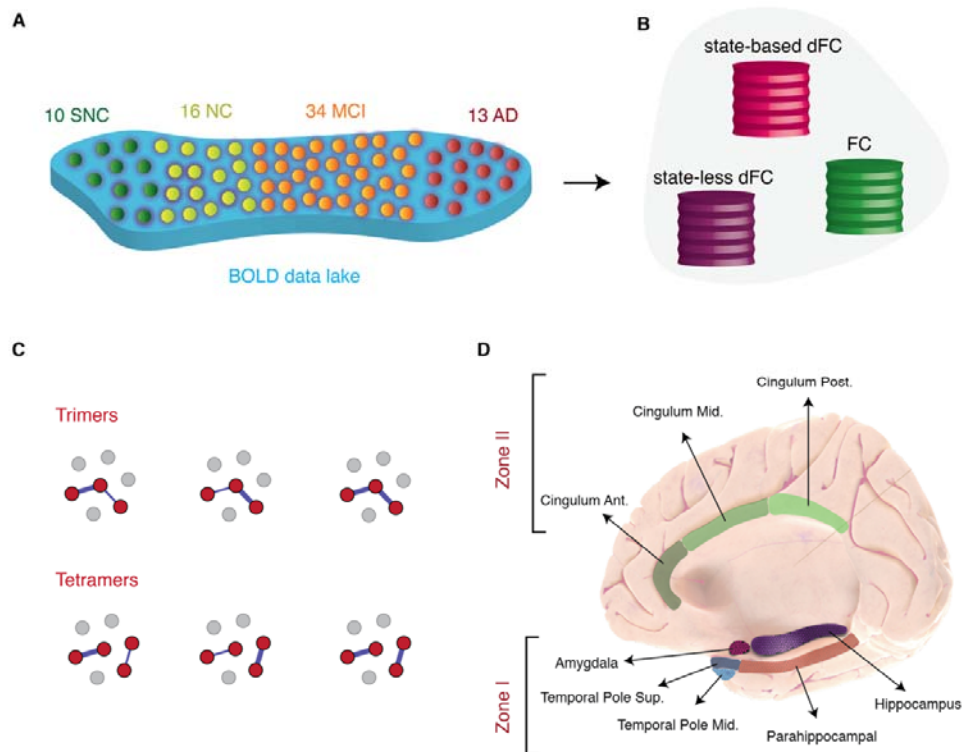 A
10 SNC
16 NC
34 MCI
13 AD
BOLD data lake
B
state-based dFC
FC
state-less dFC
C
Trimers
Tetramers
D
Zone II
Cingulum Post.
Cingulum Mid.
Cingulum Ant.
Zone I
Amygdala
Temporal Pole Sup.
Temporal Pole Mid.
Parahippocampal
Hippocampus